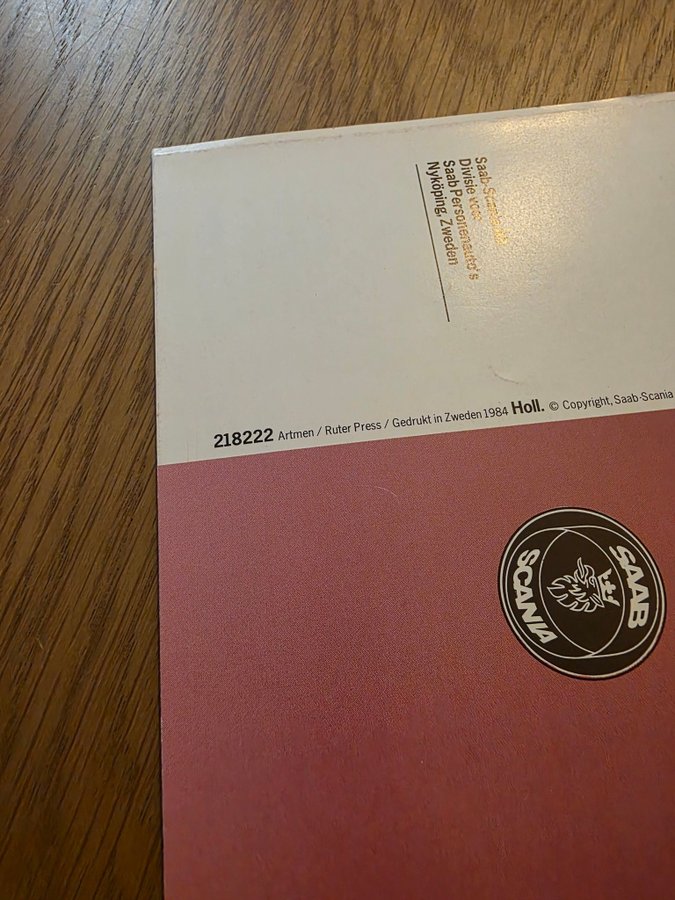 Saab-Scania
Divisie voor
Saab Personenauto's
Nyköping, Zweden
218222 Artmen / Ruter Press / Gedrukt in Zweden 1984 Holl. © Copyright, Saab-Scania
SAAB
SCANIA